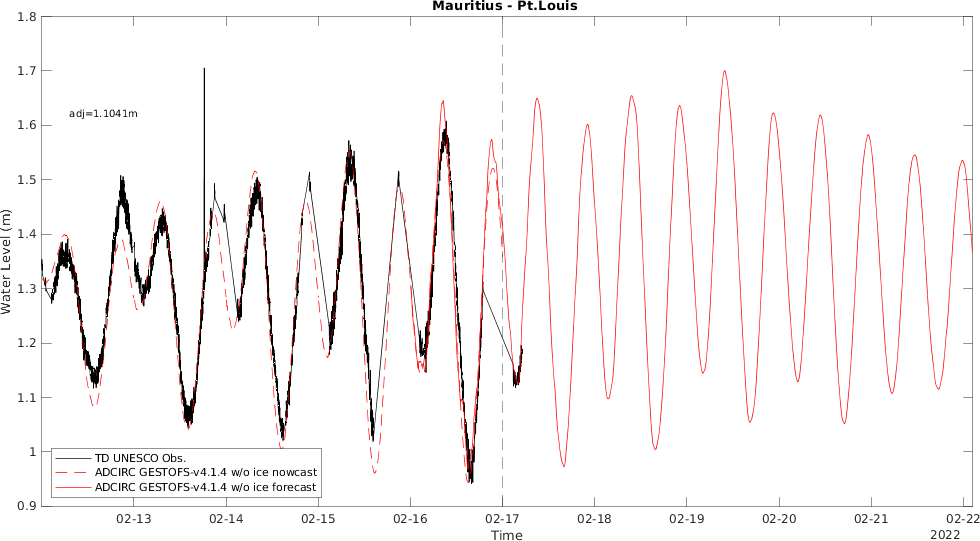 Mauritius - Pt.Louis
1.8
1.7
1.6
1.5
1.4
1.3
1.2
1.1
1
0.9
Water Level (m)
adj=1.1041m
TD UNESCO Obs.
ADCIRC GESTOFS-v4.1.4 w/o ice nowcast
ADCIRC GESTOFS-v4.1.4 w/o ice forecast
02-13 02-14 02-15 02-16 02-17 02-18 02-19 02-20 02-21 02-22
Time
2022